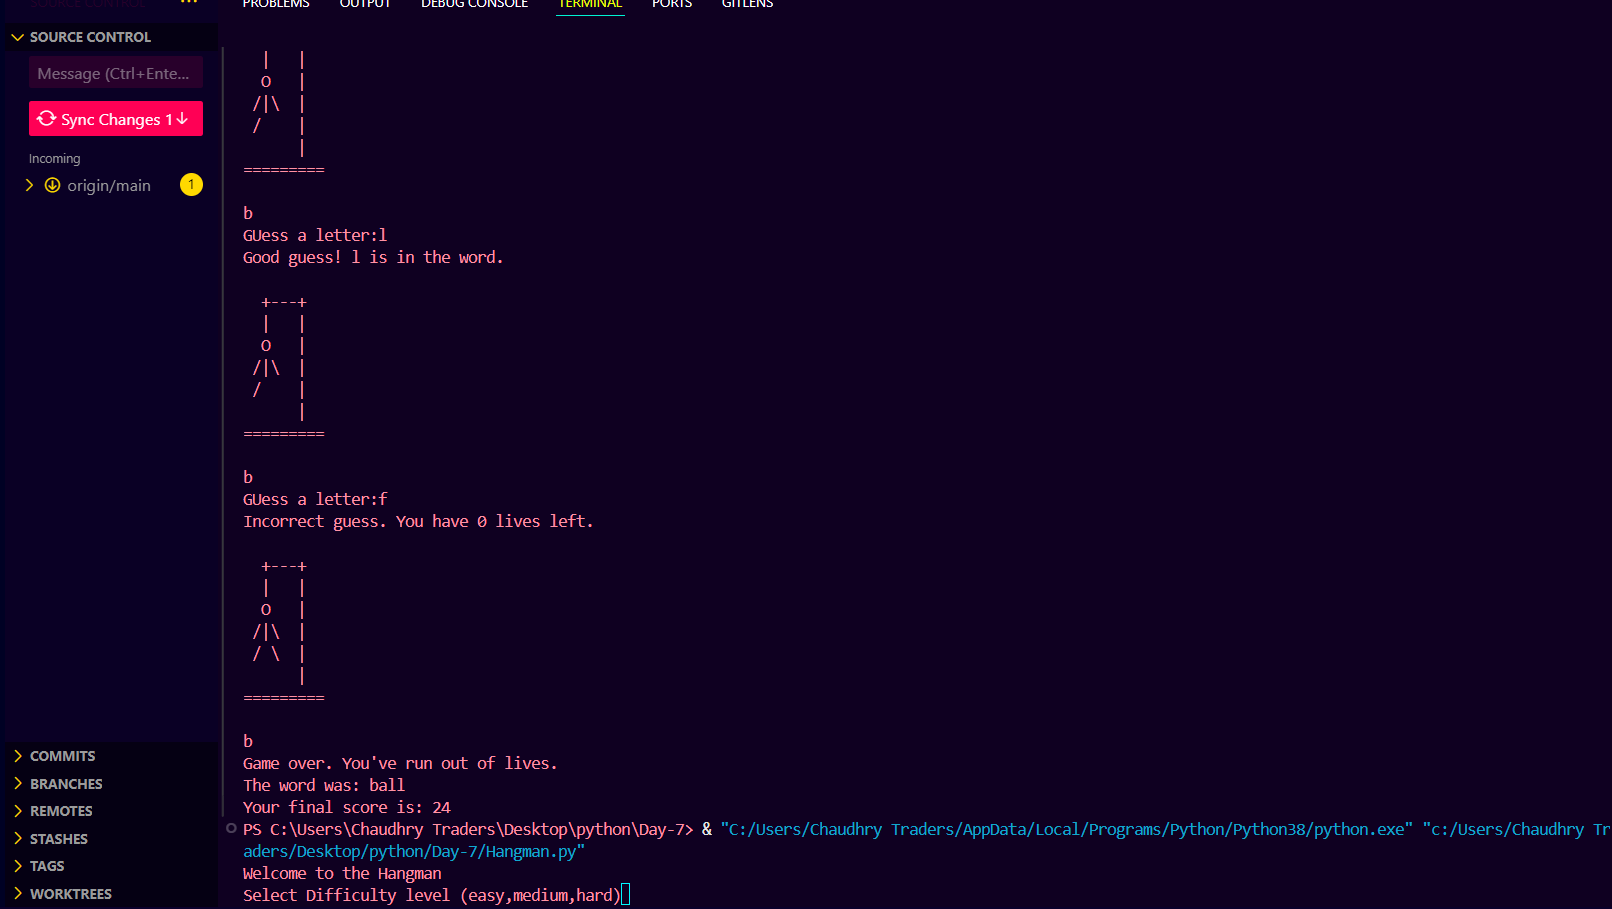 SOURCE CONTROL
PROBLEMS OUTPUT DEBUG CONSOLE TERMINAL PORTS GITLENS
SOURCE CONTROL
Message (Ctrl+Ente...
Sync Changes 1↓
Incoming
origin/main 1
COMMITS
BRANCHES
REMOTES
STASHES
TAGS
WORKTREES
  |   |
  O   |
 /|\  |
 /    |
      |
=========
b
GUess a letter:l
Good guess! l is in the word.
  +---+
  |   |
  O   |
 /|\  |
 /    |
      |
=========
b
GUess a letter:f
Incorrect guess. You have 0 lives left.
  +---+
  |   |
  O   |
 /|\  |
 / \  |
      |
=========
b
Game over. You've run out of lives.
The word was: ball
Your final score is: 24
PS C:\Users\Chaudhry Traders\Desktop\python\Day-7> & "C:/Users/Chaudhry Traders/AppData/Local/Programs/Python/Python38/python.exe" "c:/Users/Chaudhry Tr
aders/Desktop/python/Day-7/Hangman.py"
Welcome to the Hangman
Select Difficulty level (easy,medium,hard)